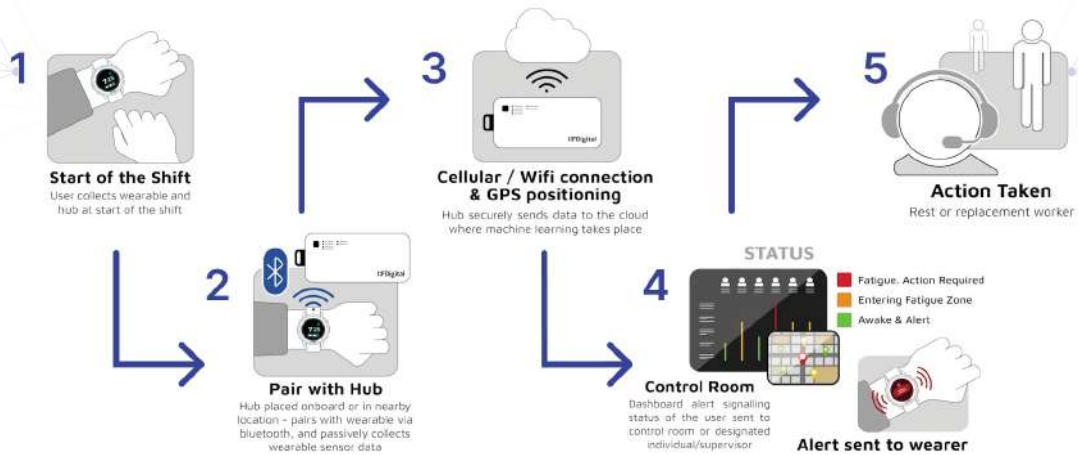 1
Start of the Shift
User collects wearable and
hub at start of the shift
2
Pair with Hub
Hub placed onboard or in nearby
location - pairs with wearable via
bluetooth, and passively collects
wearable sensor data
3
Cellular / Wifi connection
& GPS positioning
Hub securely sends data to the cloud
where machine learning takes place
4
STATUS
Fatigue. Action Required
Entering Fatigue Zone
Awake & Alert
Control Room
Dashboard alert signalling
status of the user sent to
control room or designated
individual/supervisor
Alert sent to wearer
5
Action Taken
Rest or replacement worker